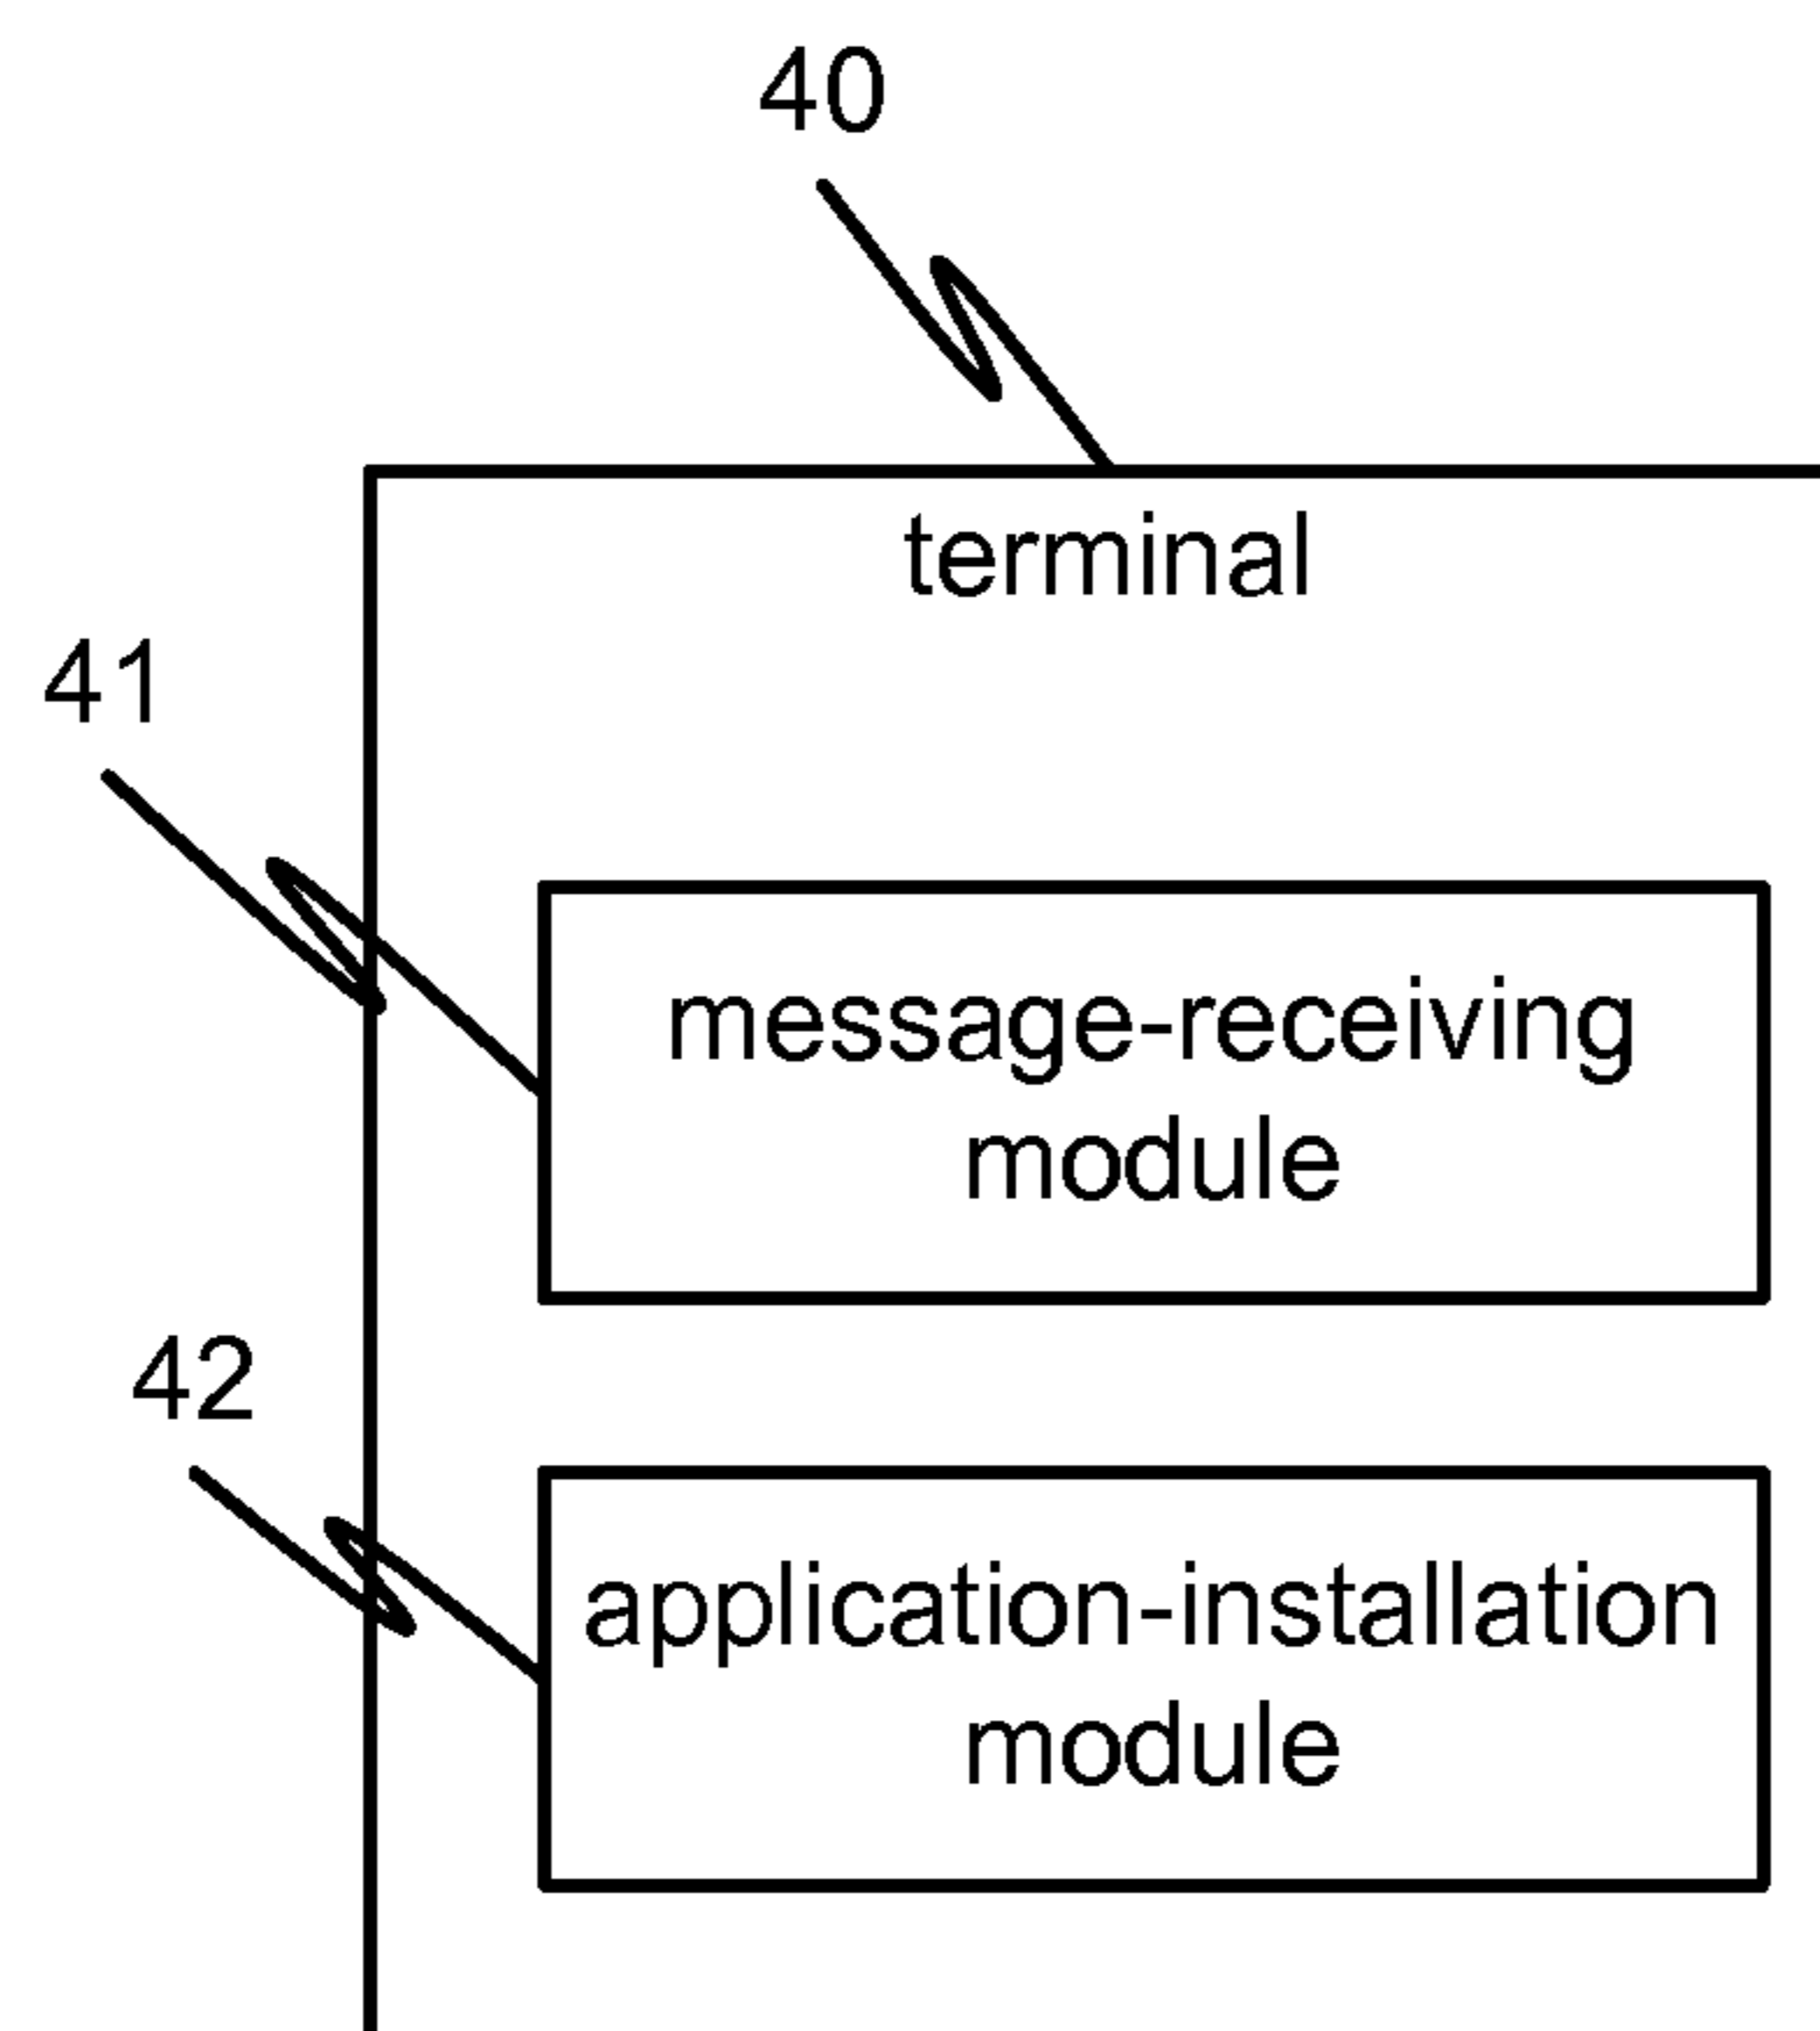 40
terminal
41
message-receiving
module
42
application-installation
module